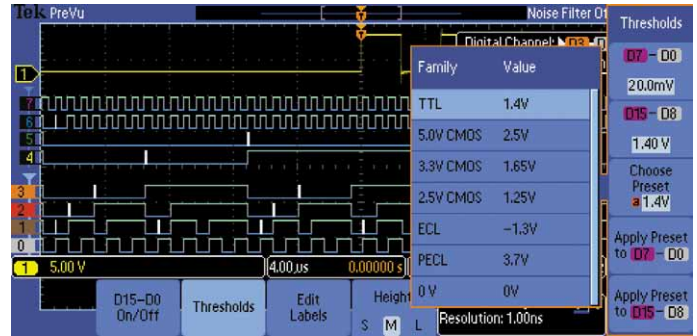 Tek PreVu
Noise Filter Of
Digital Channel: D3
1
7
6
5
4
3
2
1
0
Family Value
TTL 1.4V
5.0V CMOS 2.5V
3.3V CMOS 1.65V
2.5V CMOS 1.25V
ECL −1.3V
PECL 3.7V
0V 0V
Thresholds
D7 – D0
20.0mV
D15 – D8
1.40 V
Choose
Preset
a 1.4V
Apply Preset
to D7 – D0
Apply Preset
to D15 – D8
1 5.00 V
4.00µs
0.00000 s
D15–D0
On/Off
Thresholds
Edit
Labels
Height
S M L
Resolution: 1.00ns